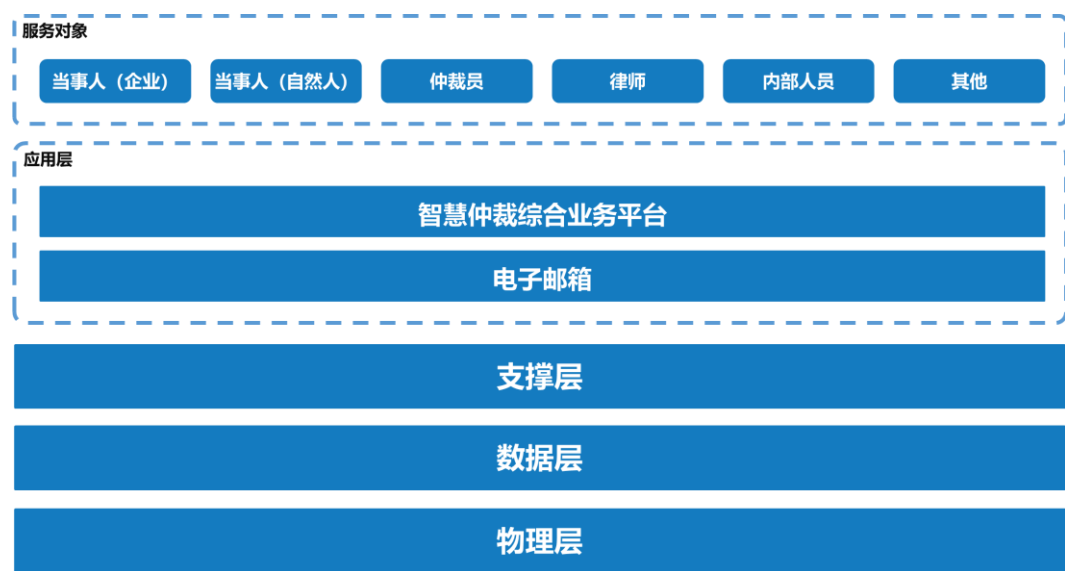 服务对象
当事人（企业） 当事人（自然人） 仲裁员 律师 内部人员 其他
应用层
智慧仲裁综合业务平台
电子邮箱
支撑层
数据层
物理层